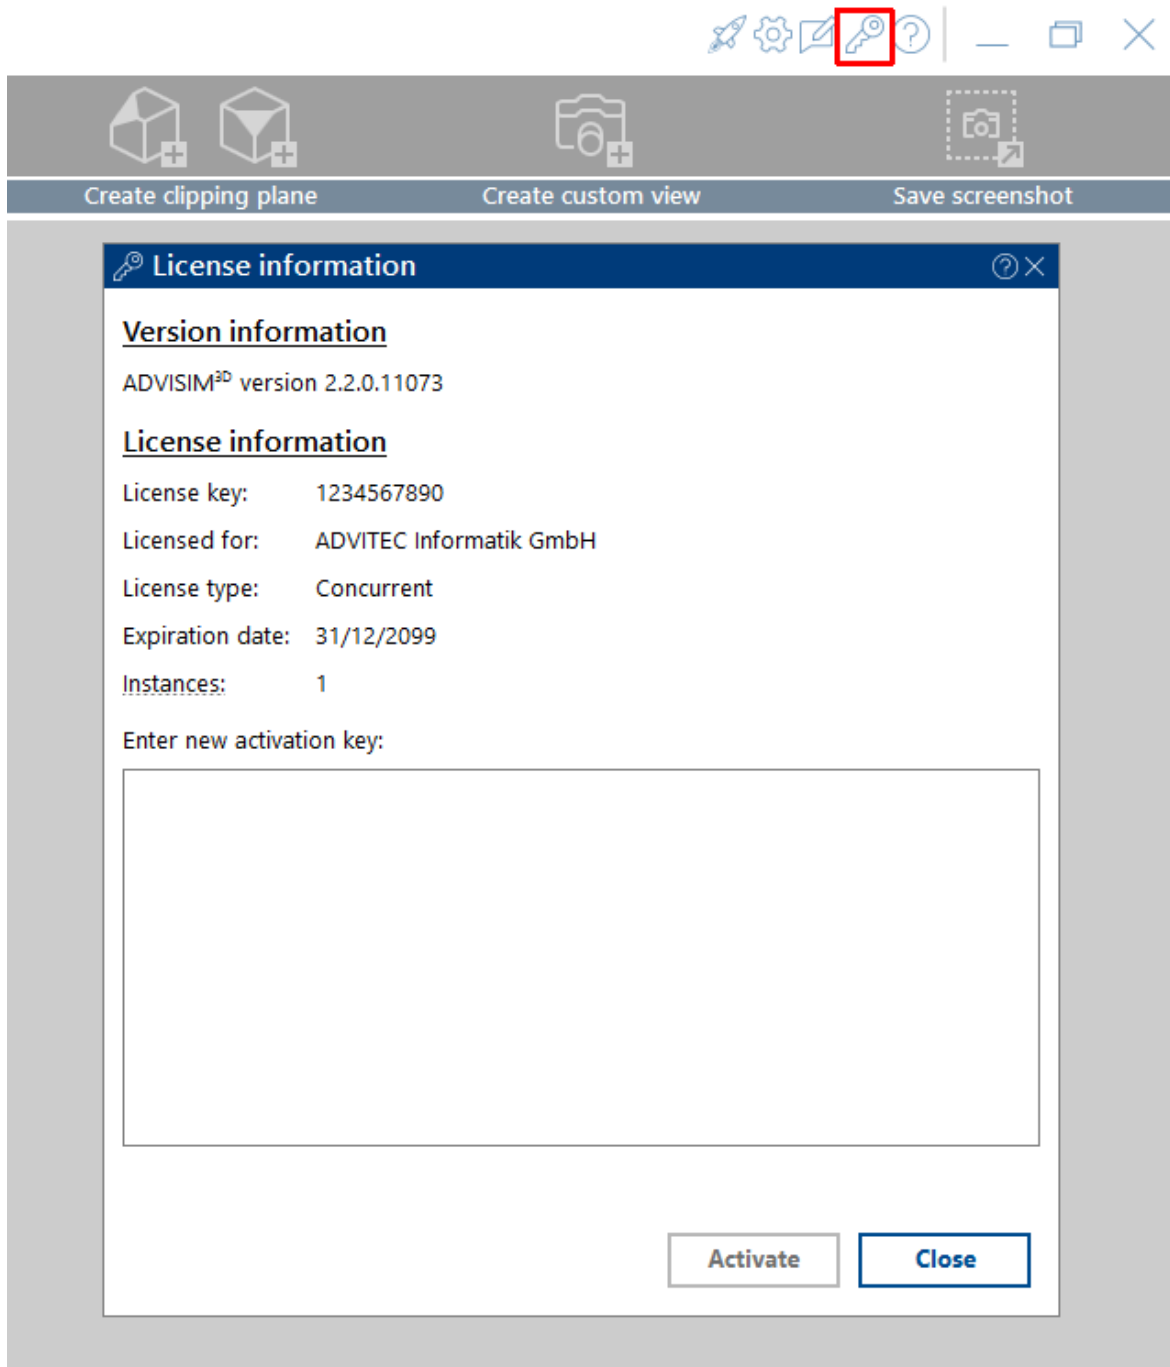 Create clipping plane Create custom view Save screenshot
License information
Version information
ADVISIM³ᴰ version 2.2.0.11073
License information
License key: 1234567890
Licensed for: ADVITEC Informatik GmbH
License type: Concurrent
Expiration date: 31/12/2099
Instances: 1
Enter new activation key:
Activate Close